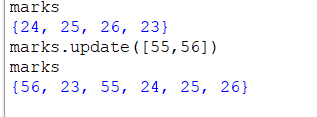 marks
{24, 25, 26, 23}
marks.update([55,56])
marks
{56, 23, 55, 24, 25, 26}